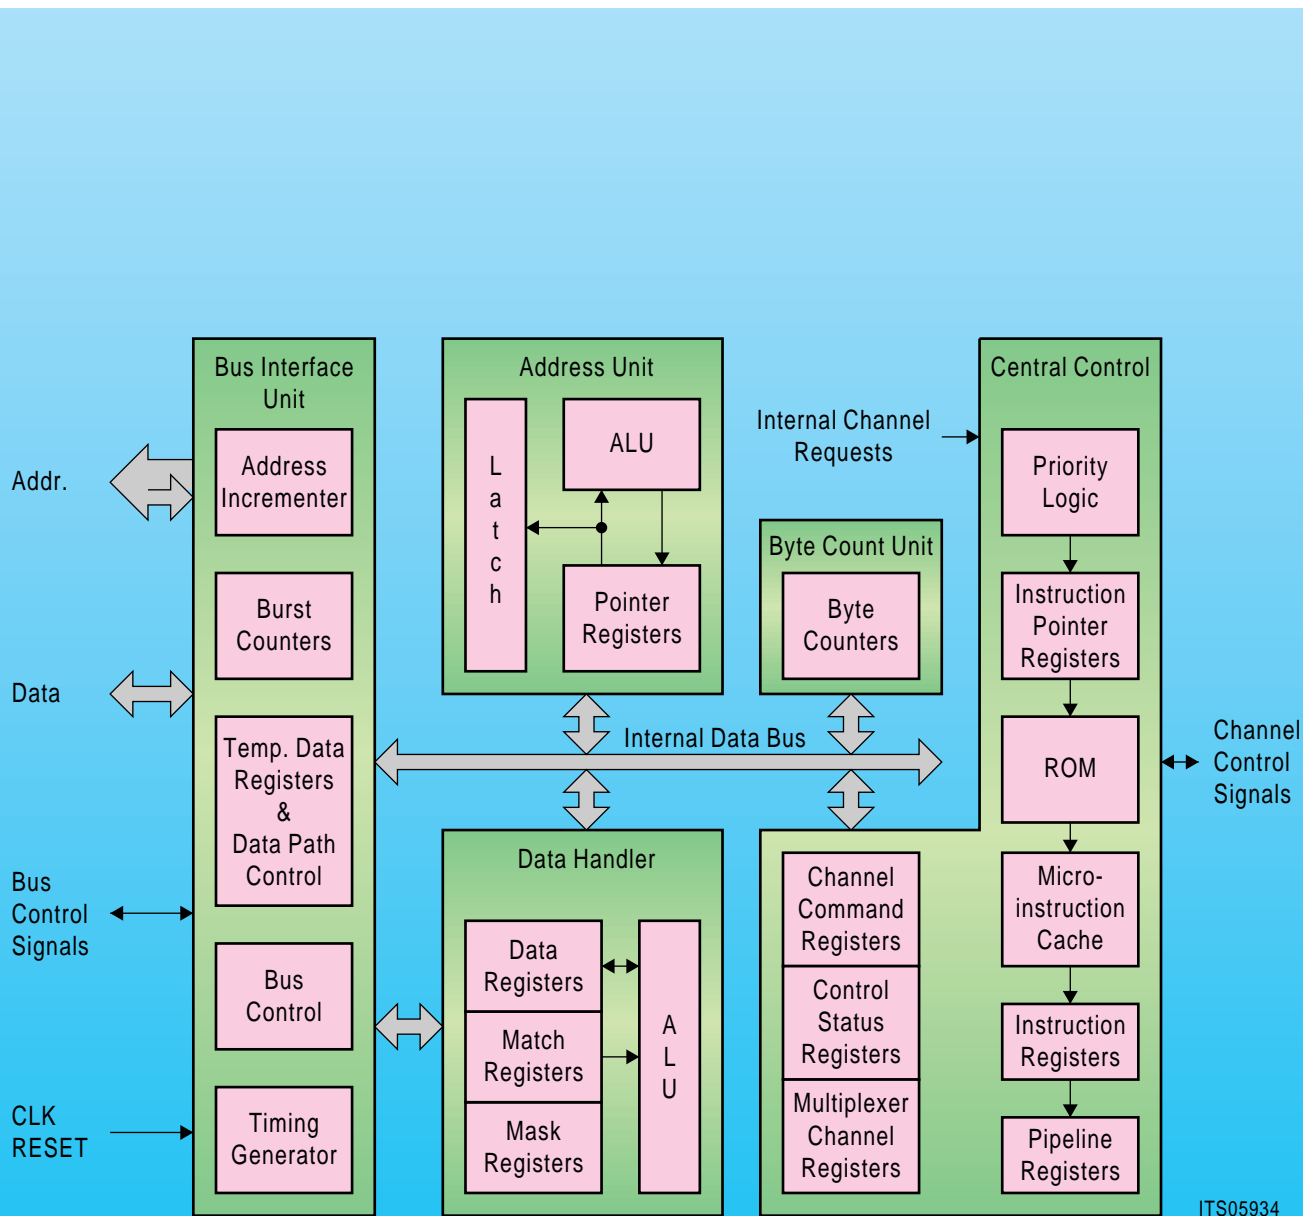 Bus Interface
Unit
Address
Incrementer
Burst
Counters
Temp. Data
Registers
&
Data Path
Control
Bus
Control
Timing
Generator
Addr.
Data
Bus
Control
Signals
CLK
RESET
Address Unit
Latch
ALU
Pointer
Registers
Internal Channel
Requests
Byte Count Unit
Byte
Counters
Internal Data Bus
Data Handler
Data
Registers
Match
Registers
Mask
Registers
ALU
Central Control
Priority
Logic
Instruction
Pointer
Registers
ROM
Micro-
instruction
Cache
Instruction
Registers
Pipeline
Registers
Channel
Command
Registers
Control
Status
Registers
Multiplexer
Channel
Registers
Channel
Control
Signals
ITS05934